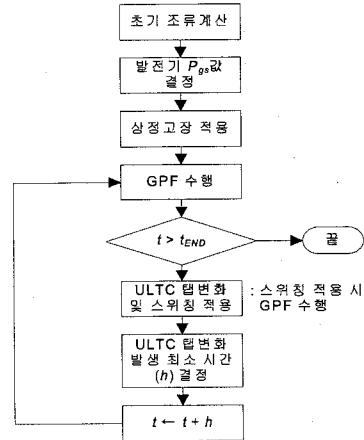 초기 조류계산
발전기 Pgs값
결정
상정고장 적용
GPF 수행
t > tEND
끝
ULTC 탭변화
및 스위칭 적용
: 스위칭 적용 시
GPF 수행
ULTC 탭변화
발생 최소 시간
(h) 결정
t ← t + h